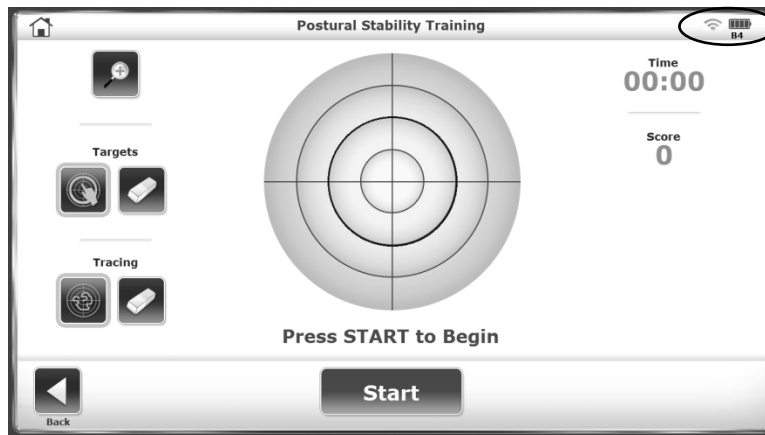 Postural Stability Training
B4
Time
00:00
Score
0
Targets
Tracing
Press START to Begin
Start
Back